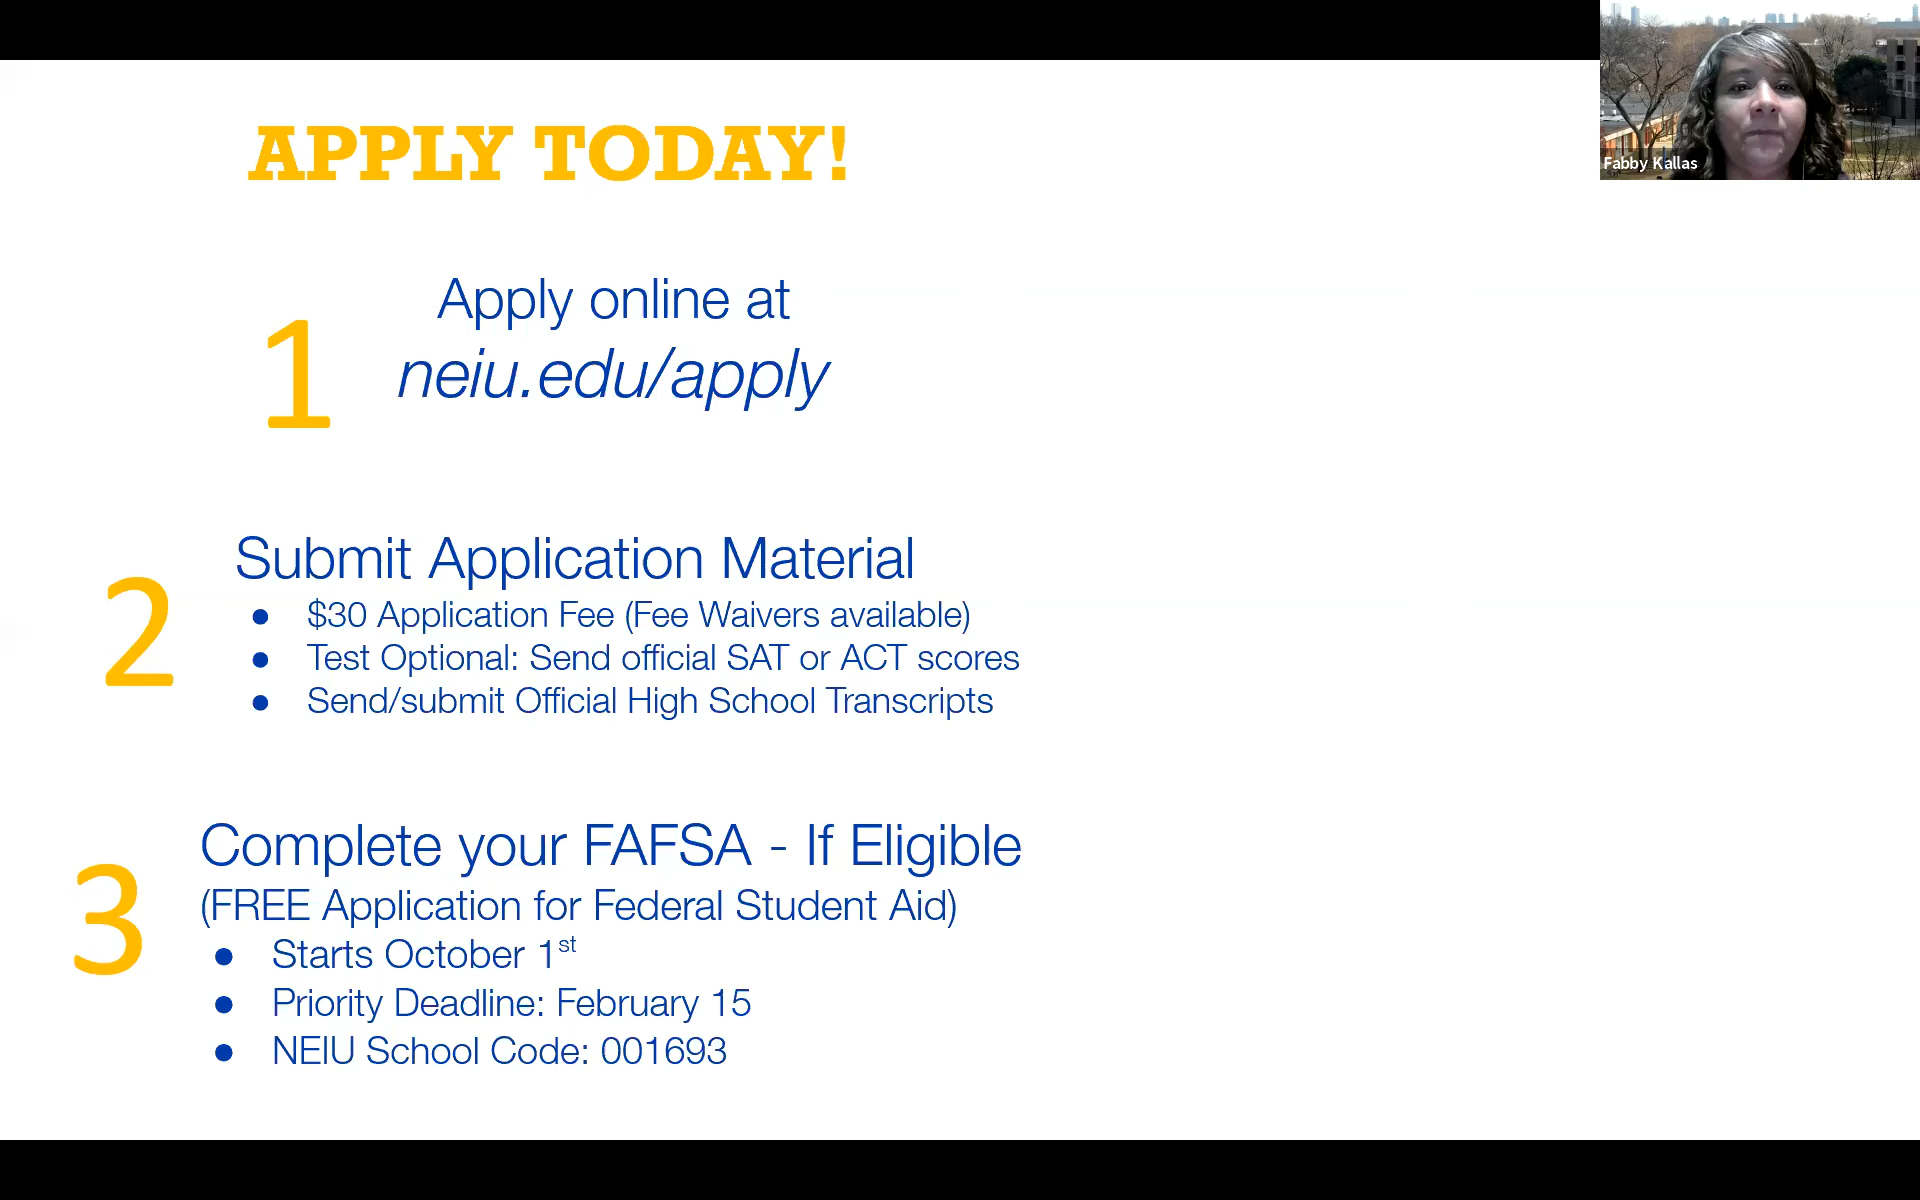 APPLY TODAY!
Fabby Kallas
1
Apply online at
neiu.edu/apply
2
Submit Application Material
● $30 Application Fee (Fee Waivers available)
● Test Optional: Send official SAT or ACT scores
● Send/submit Official High School Transcripts
3
Complete your FAFSA - If Eligible
(FREE Application for Federal Student Aid)
● Starts October 1st
● Priority Deadline: February 15
● NEIU School Code: 001693